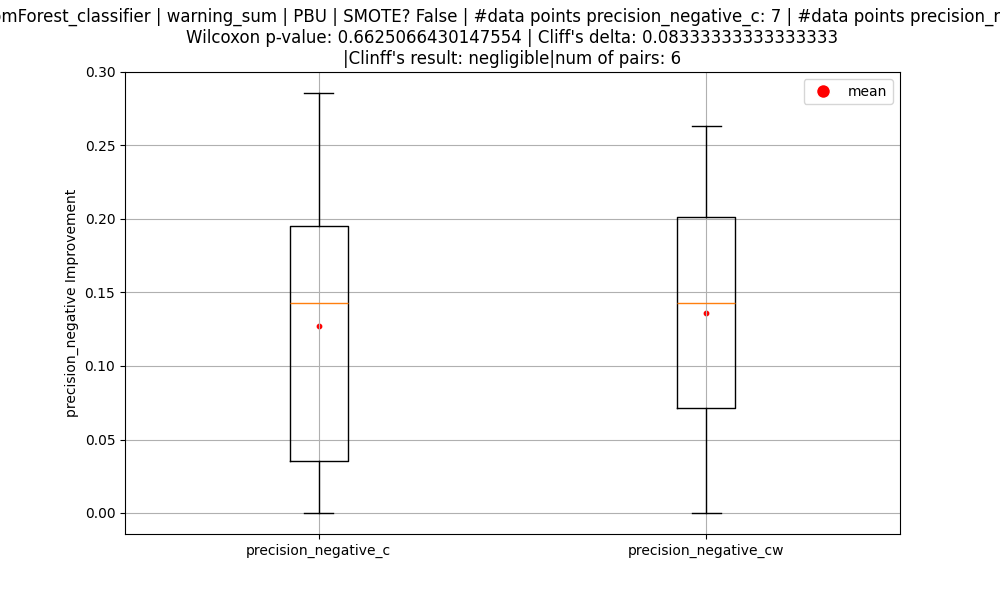 mForest_classifier | warning_sum | PBU | SMOTE? False | #data points precision_negative_c: 7 | #data points precision_n
Wilcoxon p-value: 0.6625066430147554 | Cliff's delta: 0.08333333333333333
|Clinff's result: negligible|num of pairs: 6
mean
0.30
0.25
0.20
0.15
0.10
0.05
0.00
precision_negative Improvement
precision_negative_c
precision_negative_cw